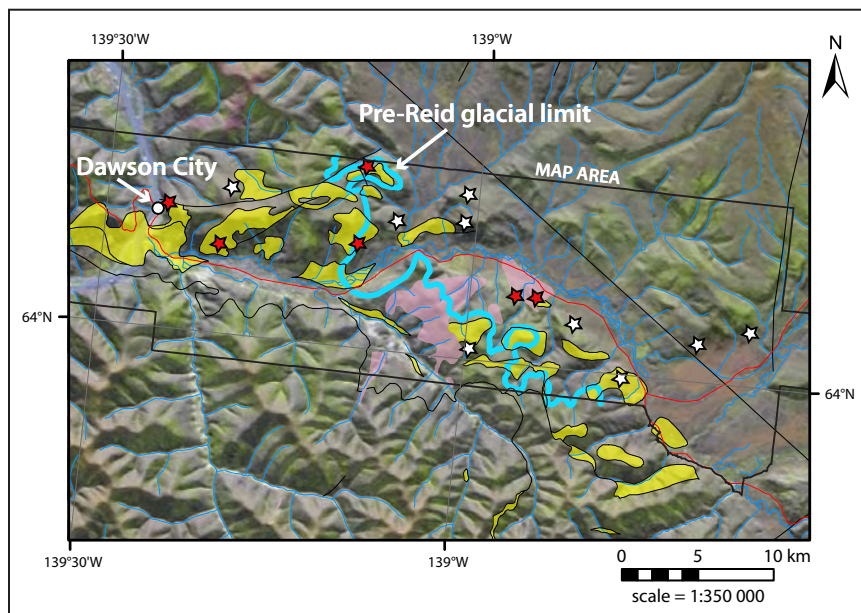 139°30'W
139°W
N
Pre-Reid glacial limit
Dawson City
MAP AREA
64°N
64°N
139°30'W
139°W
0 5 10 km
scale = 1:350 000